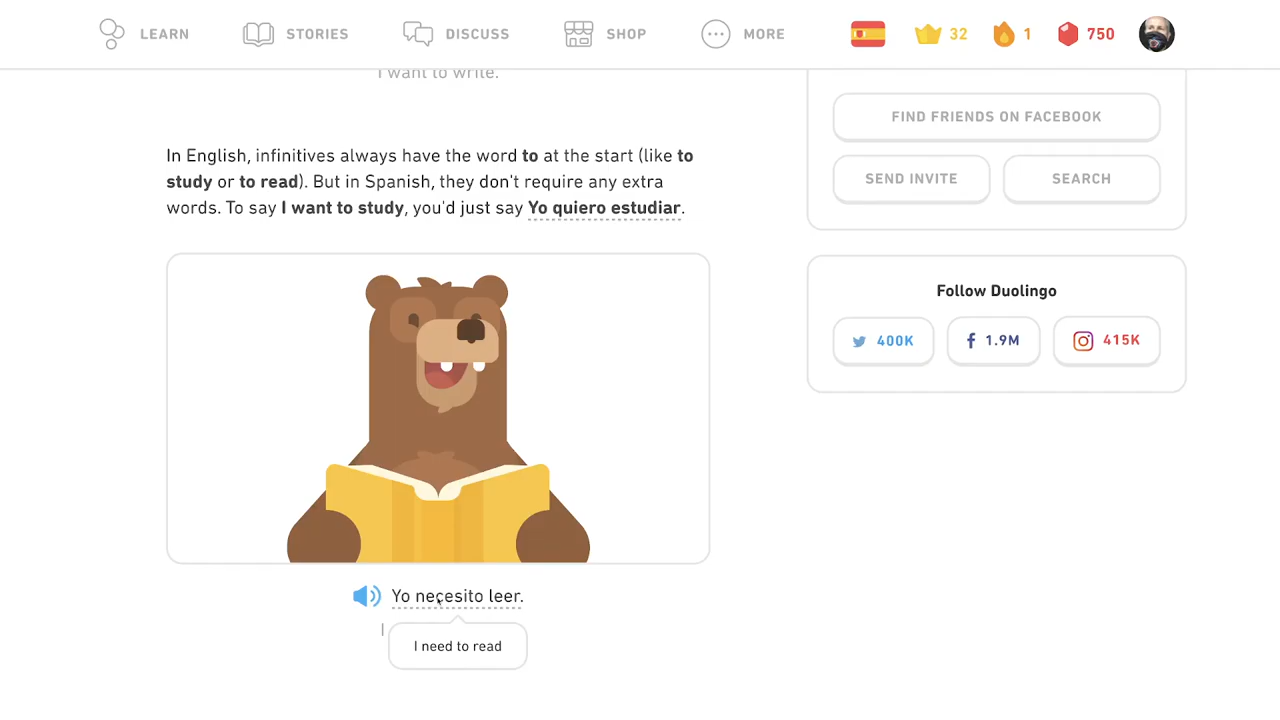 LEARN
STORIES
DISCUSS
SHOP
MORE
32
1
750
I want to write.
In English, infinitives always have the word to at the start (like to
study or to read). But in Spanish, they don't require any extra
words. To say I want to study, you'd just say Yo quiero estudiar.
Yo necesito leer.
I
I need to read
FIND FRIENDS ON FACEBOOK
SEND INVITE
SEARCH
Follow Duolingo
400K
1.9M
415K